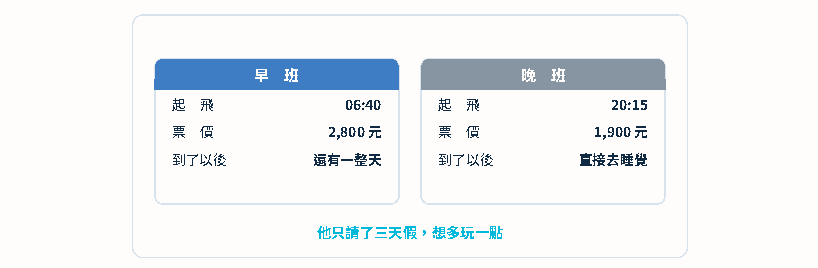 早 班
起 飛 06:40
票 價 2,800 元
到了以後 還有一整天
晚 班
起 飛 20:15
票 價 1,900 元
到了以後 直接去睡覺
他只請了三天假，想多玩一點